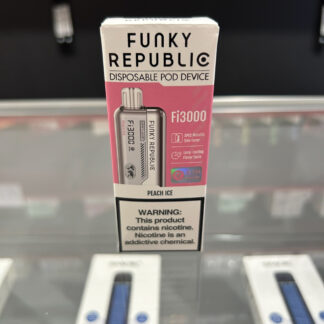 FUNKY
REPUBLIC
DISPOSABLE POD DEVICE
Fi3000
Fi3000
FUNKY
REPUBLIC
PEACH ICE
WARNING:
This product
contains nicotine.
Nicotine is an
addictive chemical.